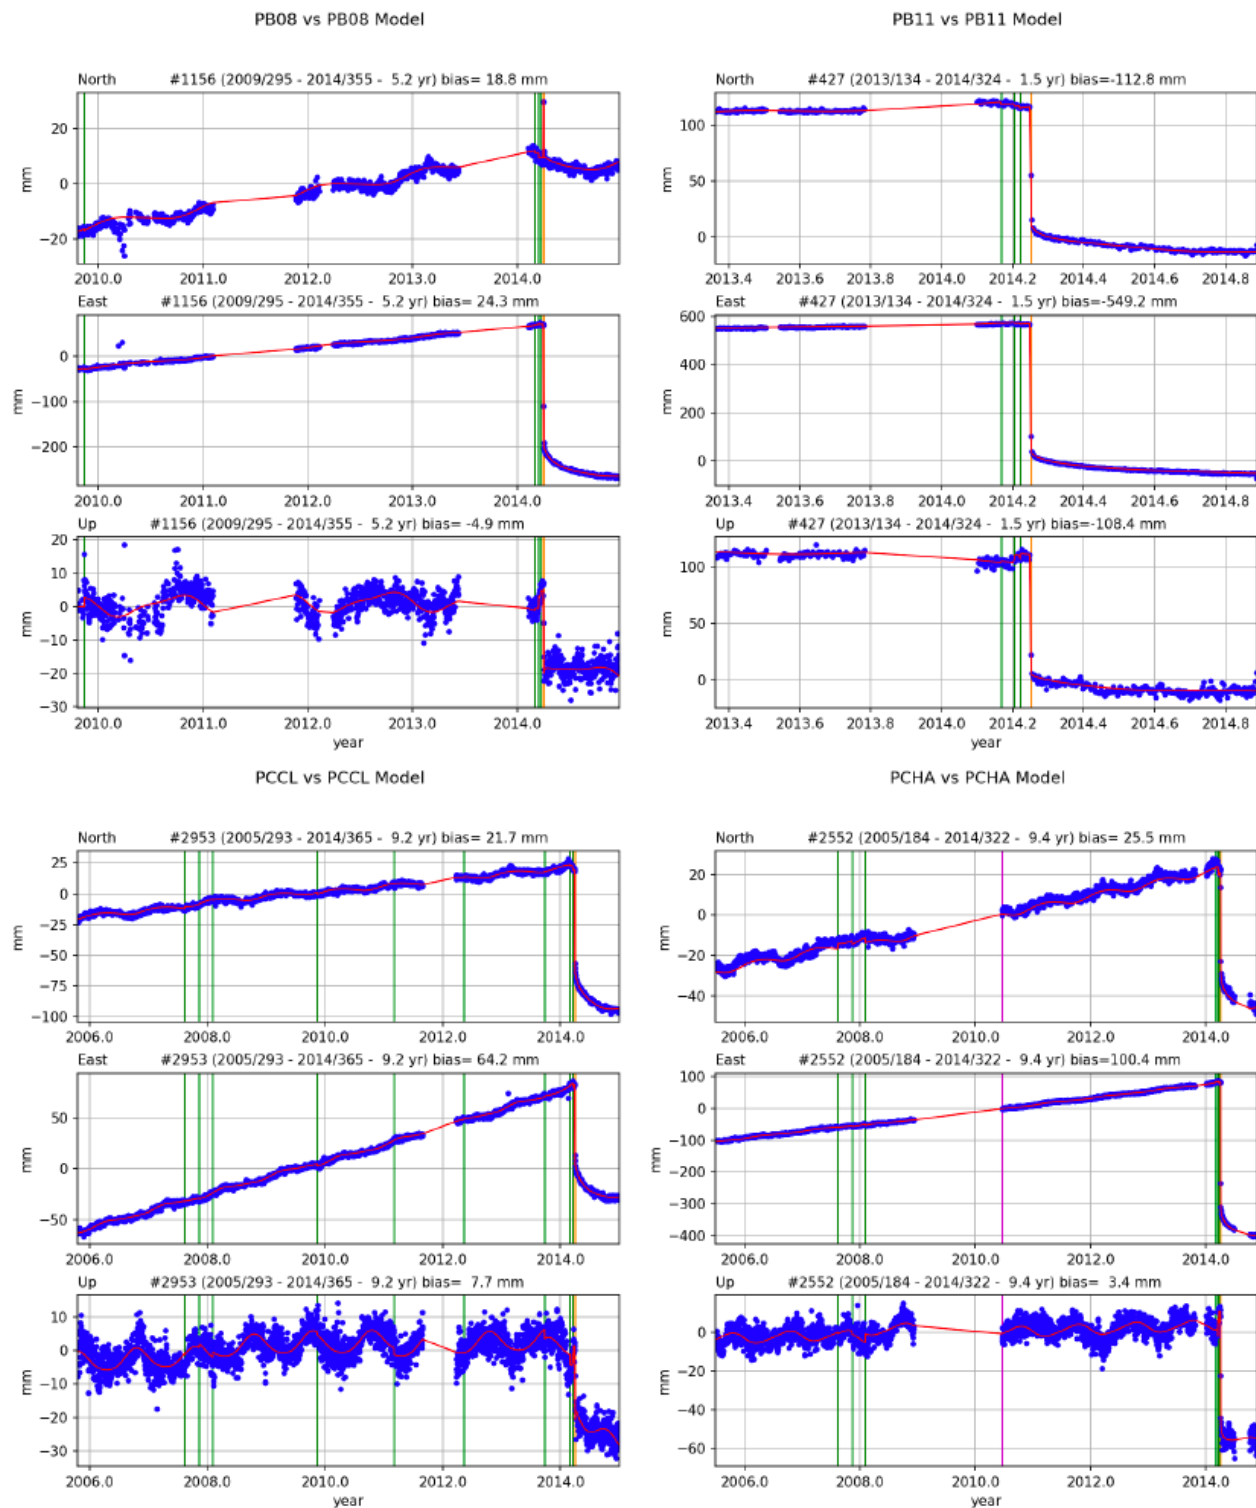 PB08 vs PB08 Model
North #1156 (2009/295 - 2014/355 - 5.2 yr) bias= 18.8 mm
20
0
−20
mm
2010.0 2011.0 2012.0 2013.0 2014.0
East #1156 (2009/295 - 2014/355 - 5.2 yr) bias= 24.3 mm
0
−100
−200
mm
2010.0 2011.0 2012.0 2013.0 2014.0
Up #1156 (2009/295 - 2014/355 - 5.2 yr) bias= -4.9 mm
20
10
0
−10
−20
−30
mm
2010.0 2011.0 2012.0 2013.0 2014.0
year
PB11 vs PB11 Model
North #427 (2013/134 - 2014/324 - 1.5 yr) bias=-112.8 mm
100
50
0
mm
2013.4 2013.6 2013.8 2014.0 2014.2 2014.4 2014.6 2014.8
East #427 (2013/134 - 2014/324 - 1.5 yr) bias=-549.2 mm
600
400
200
0
mm
2013.4 2013.6 2013.8 2014.0 2014.2 2014.4 2014.6 2014.8
Up #427 (2013/134 - 2014/324 - 1.5 yr) bias=-108.4 mm
100
50
0
mm
2013.4 2013.6 2013.8 2014.0 2014.2 2014.4 2014.6 2014.8
year
PCCL vs PCCL Model
North #2953 (2005/293 - 2014/365 - 9.2 yr) bias= 21.7 mm
25
0
−25
−50
−75
−100
mm
2006.0 2008.0 2010.0 2012.0 2014.0
East #2953 (2005/293 - 2014/365 - 9.2 yr) bias= 64.2 mm
50
0
−50
mm
2006.0 2008.0 2010.0 2012.0 2014.0
Up #2953 (2005/293 - 2014/365 - 9.2 yr) bias= 7.7 mm
10
0
−10
−20
−30
mm
2006.0 2008.0 2010.0 2012.0 2014.0
year
PCHA vs PCHA Model
North #2552 (2005/184 - 2014/322 - 9.4 yr) bias= 25.5 mm
20
0
−20
−40
mm
2006.0 2008.0 2010.0 2012.0 2014.0
East #2552 (2005/184 - 2014/322 - 9.4 yr) bias=100.4 mm
100
0
−100
−200
−300
−400
mm
2006.0 2008.0 2010.0 2012.0 2014.0
Up #2552 (2005/184 - 2014/322 - 9.4 yr) bias= 3.4 mm
0
−20
−40
−60
mm
2006.0 2008.0 2010.0 2012.0 2014.0
year